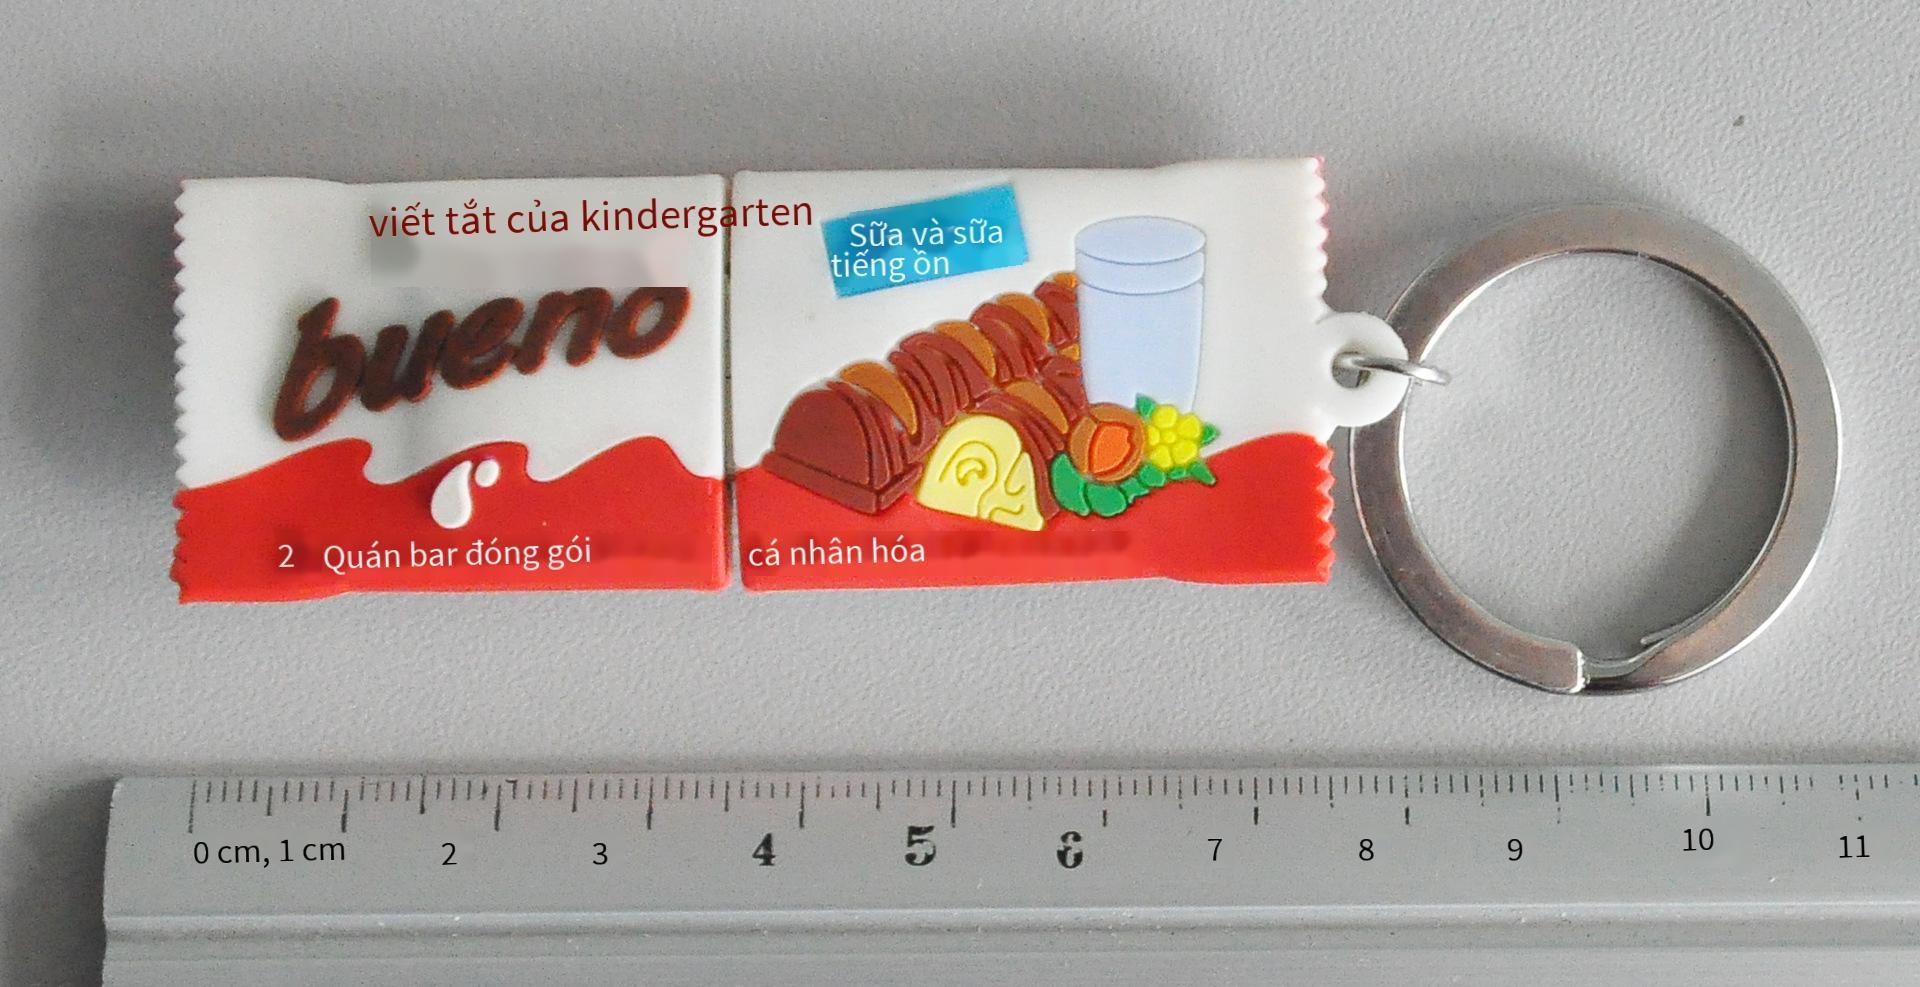 viết tắt của kindergarten
bueno
Sữa và sữa
tiếng ồn
2 Quán bar đóng gói cá nhân hóa
0 cm, 1 cm 2 3 4 5 6 7 8 9 10 11